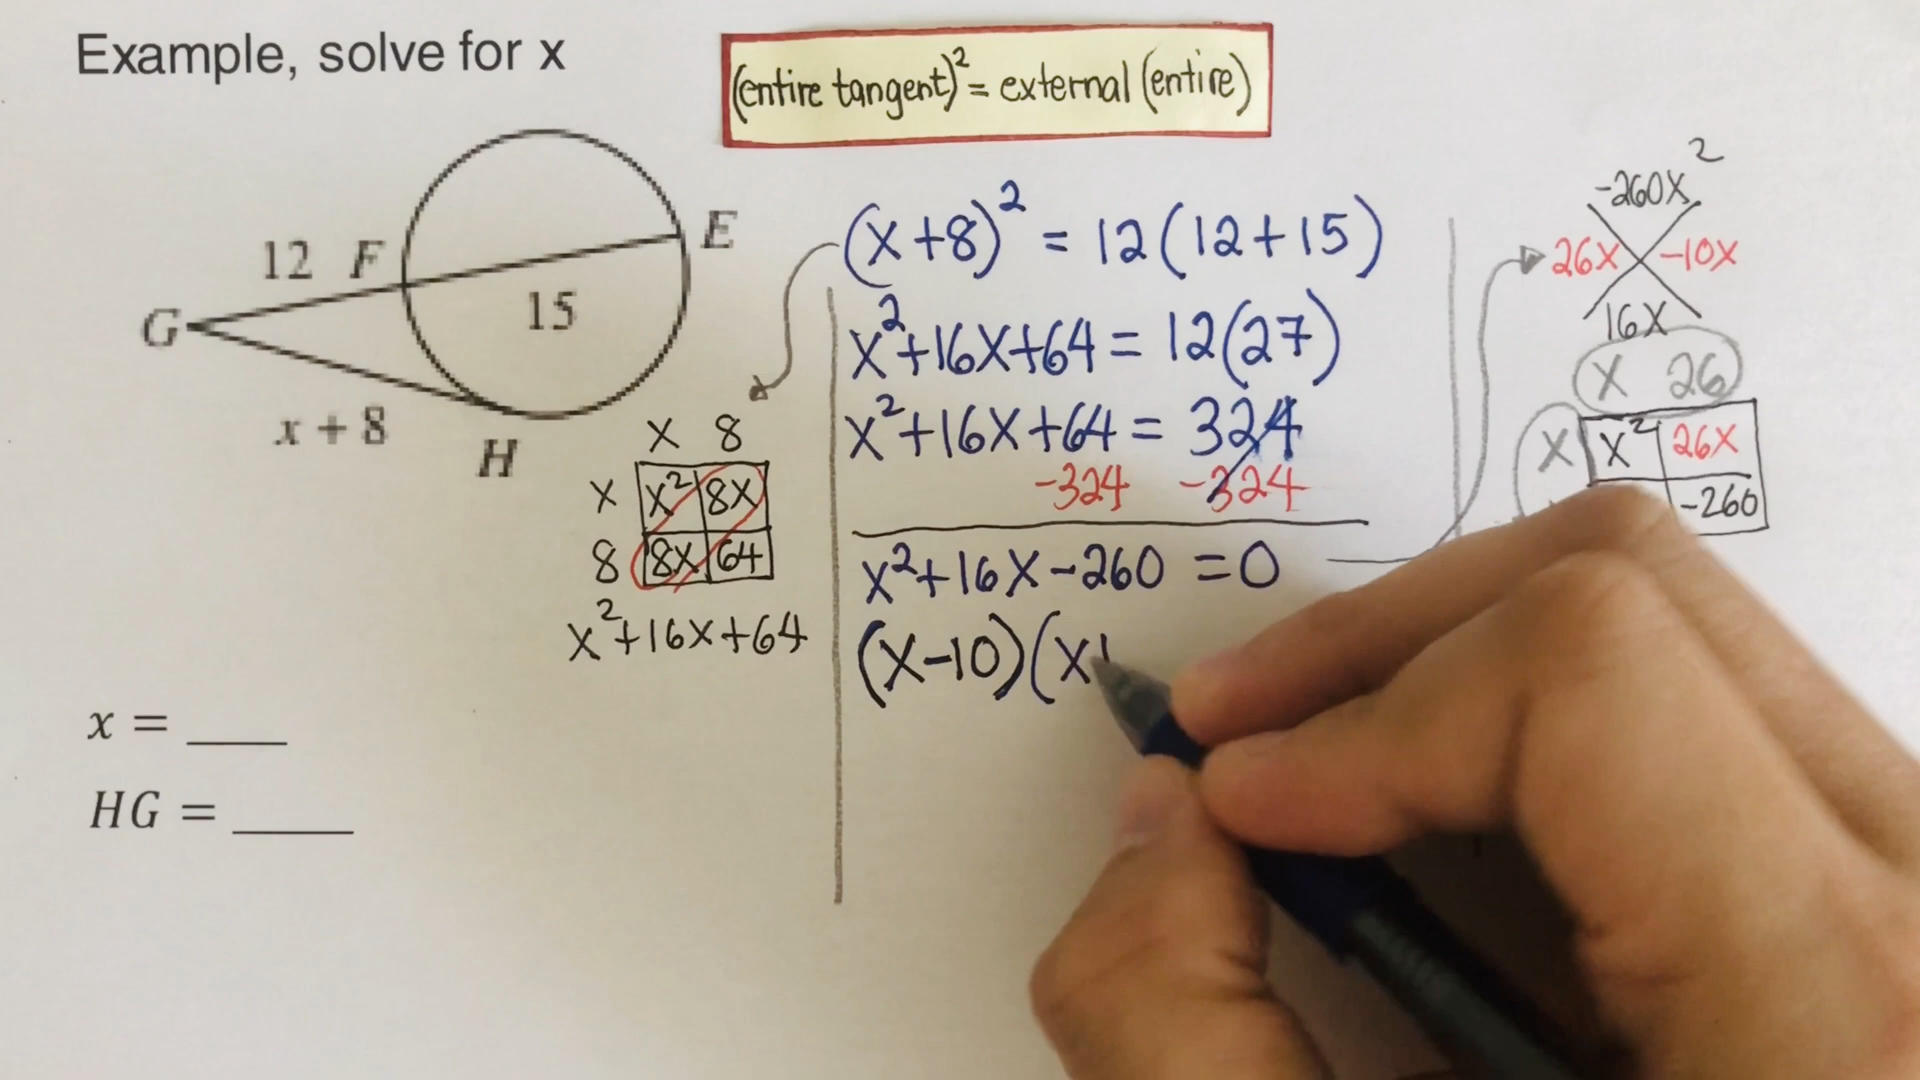 Example, solve for x
(entire tangent)² = external (entire)
12 F E
G
15
x + 8
H
x 8
x x² 8x
8 8x 64
x²+16x+64
x = ____
HG = _____
(x+8)² = 12(12+15)
x²+16x+64 = 12(27)
x²+16x+64 = 324
-324 -324
x²+16x-260 = 0
(x-10)(x
-260x²
26x -10x
16x
x 26
x x² 26x
-260